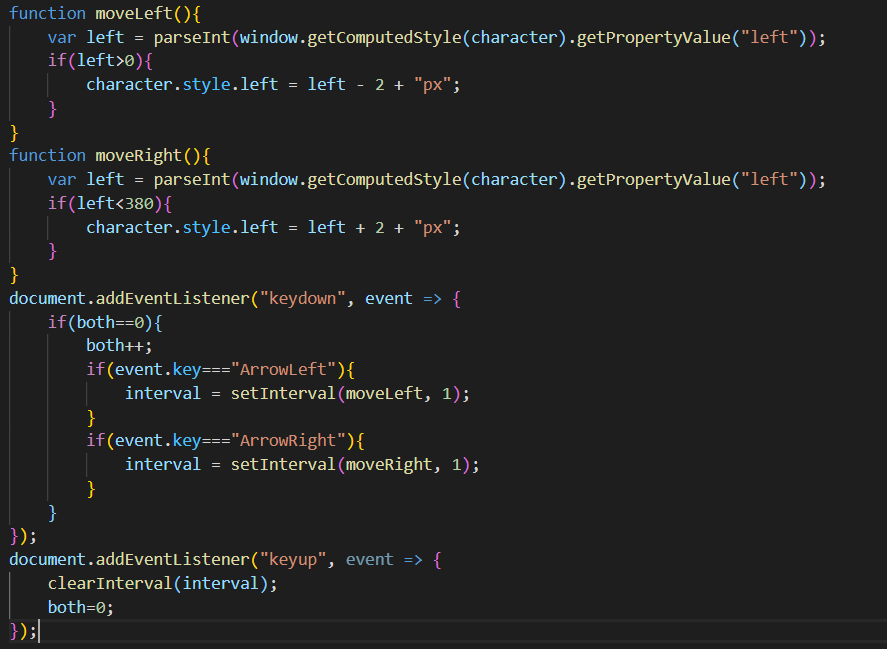 function moveLeft(){
    var left = parseInt(window.getComputedStyle(character).getPropertyValue("left"));
    if(left>0){
        character.style.left = left - 2 + "px";
    }
}
function moveRight(){
    var left = parseInt(window.getComputedStyle(character).getPropertyValue("left"));
    if(left<380){
        character.style.left = left + 2 + "px";
    }
}
document.addEventListener("keydown", event => {
    if(both==0){
        both++;
        if(event.key==="ArrowLeft"){
            interval = setInterval(moveLeft, 1);
        }
        if(event.key==="ArrowRight"){
            interval = setInterval(moveRight, 1);
        }
    }
});
document.addEventListener("keyup", event => {
    clearInterval(interval);
    both=0;
});